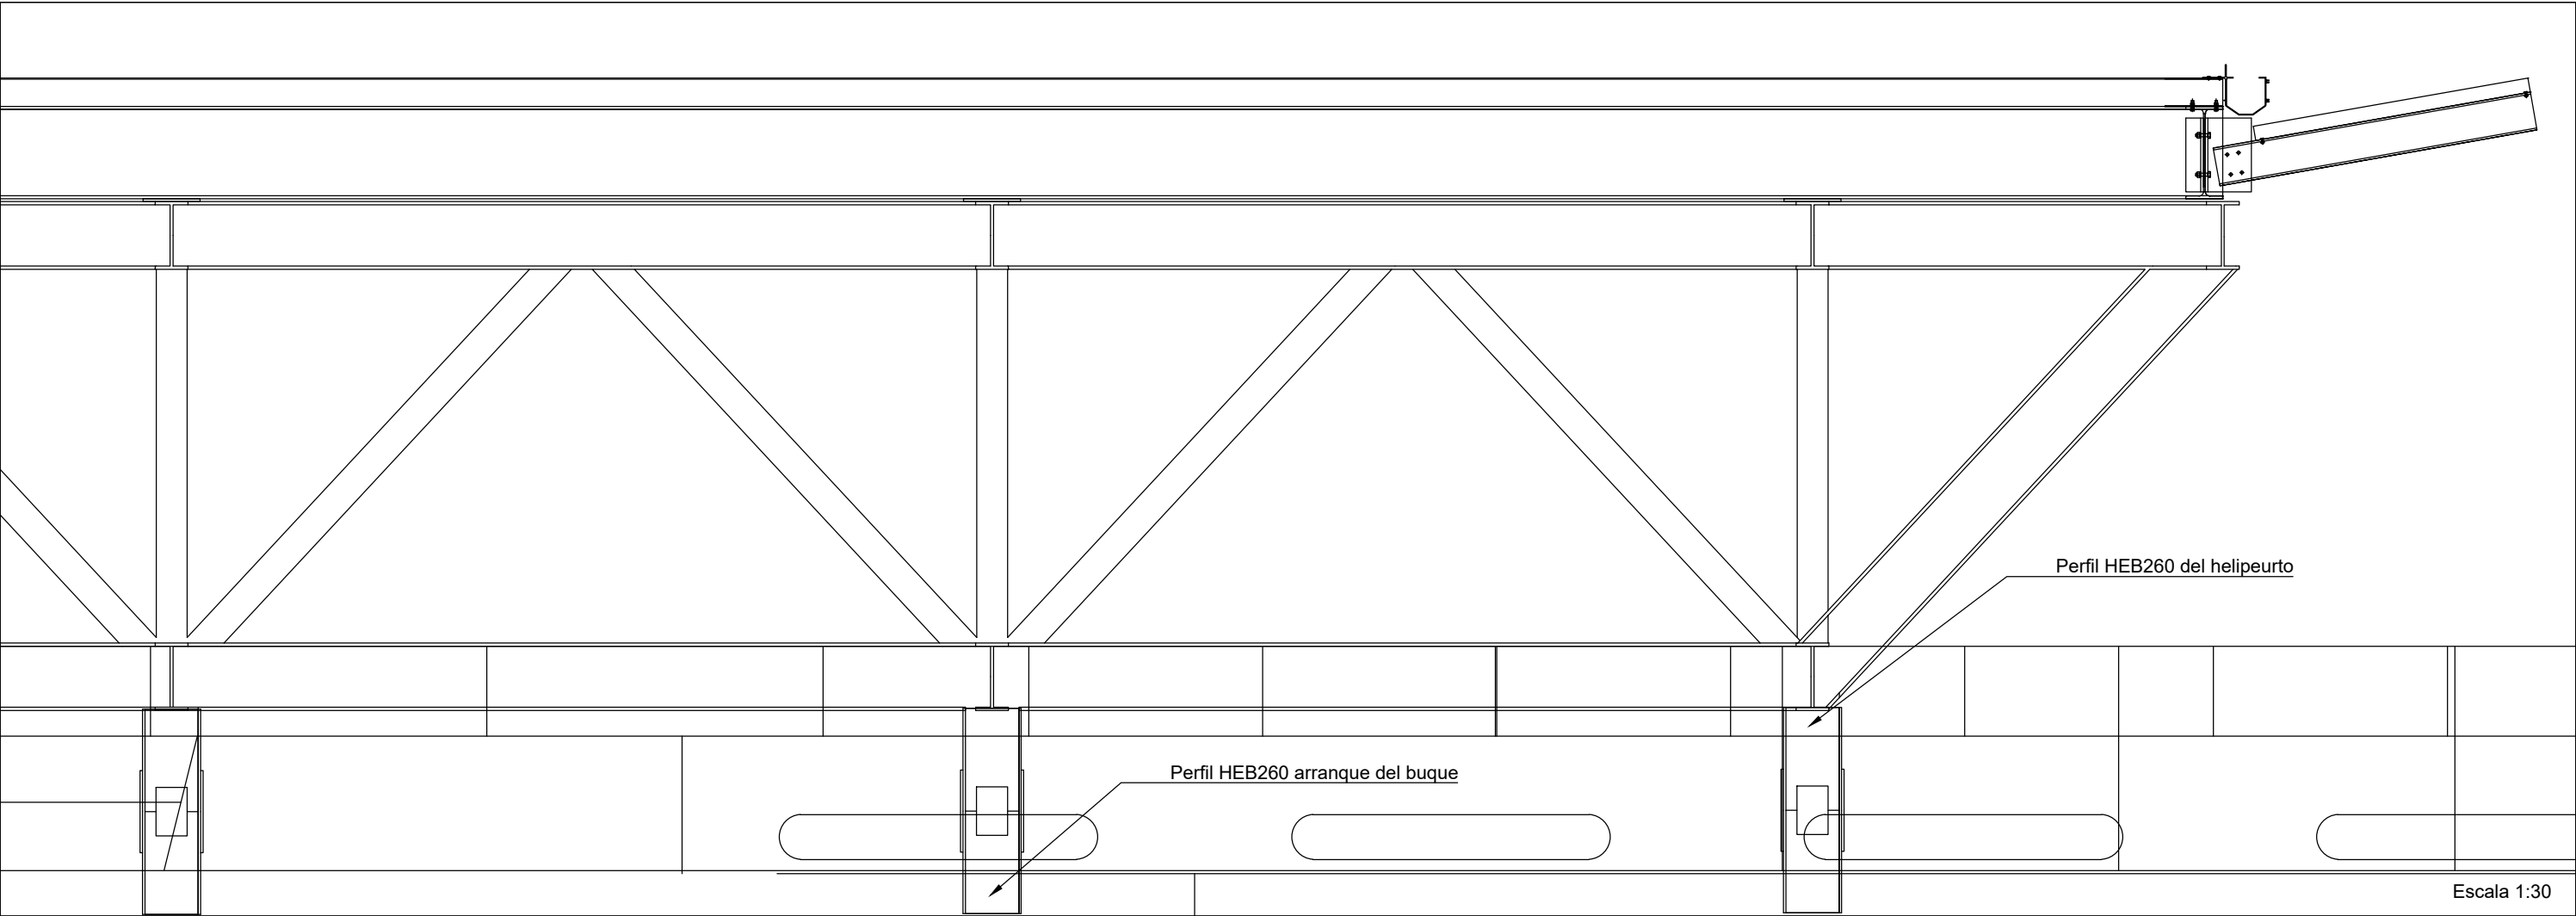 Perfil HEB260 del helipeurto
Perfil HEB260 arranque del buque
Escala 1:30